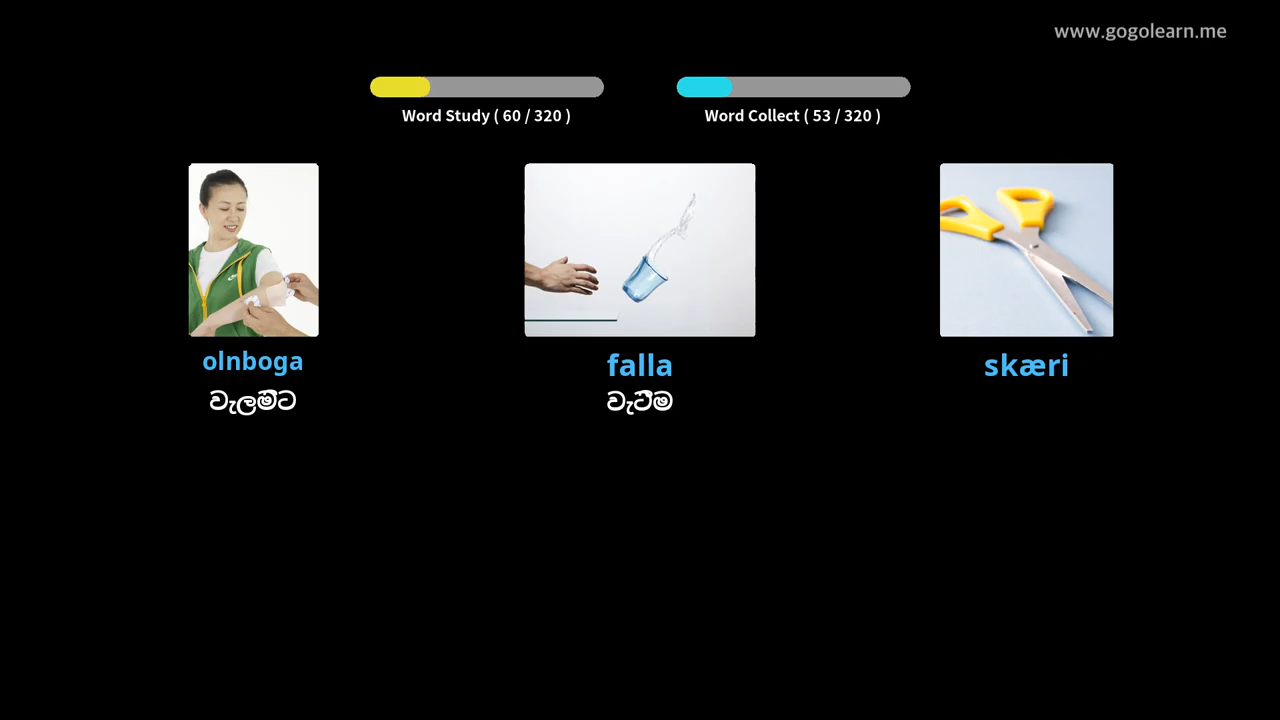 www.gogolearn.me
Word Study ( 60 / 320 )
Word Collect ( 53 / 320 )
olnboga
වැලමිට
falla
වැටීම
skæri